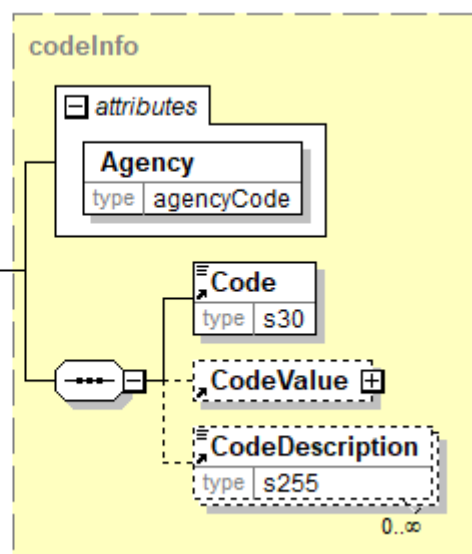 codeInfo
attributes
Agency
type agencyCode
Code
type s30
CodeValue
CodeDescription
type s255
0..∞